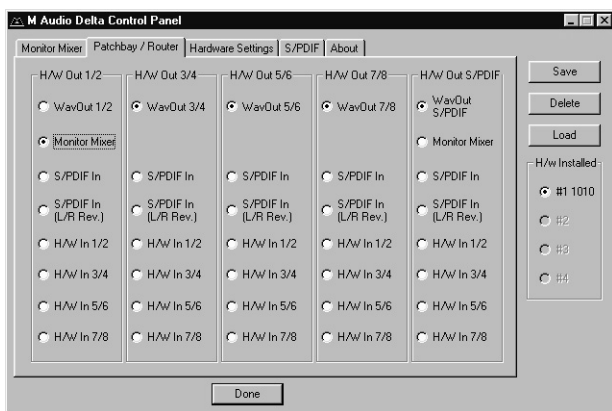 M Audio Delta Control Panel
Monitor Mixer Patchbay / Router Hardware Settings S/PDIF About
H/W Out 1/2 H/W Out 3/4 H/W Out 5/6 H/W Out 7/8 H/W Out S/PDIF
WavOut 1/2 WavOut 3/4 WavOut 5/6 WavOut 7/8 WavOut
S/PDIF
Monitor Mixer Monitor Mixer
S/PDIF In S/PDIF In S/PDIF In S/PDIF In S/PDIF In
S/PDIF In S/PDIF In S/PDIF In S/PDIF In S/PDIF In
(L/R Rev.) (L/R Rev.) (L/R Rev.) (L/R Rev.) (L/R Rev.)
H/W In 1/2 H/W In 1/2 H/W In 1/2 H/W In 1/2 H/W In 1/2
H/W In 3/4 H/W In 3/4 H/W In 3/4 H/W In 3/4 H/W In 3/4
H/W In 5/6 H/W In 5/6 H/W In 5/6 H/W In 5/6 H/W In 5/6
H/W In 7/8 H/W In 7/8 H/W In 7/8 H/W In 7/8 H/W In 7/8
Save
Delete
Load
H/w Installed
#1 1010
#2
#3
#4
Done